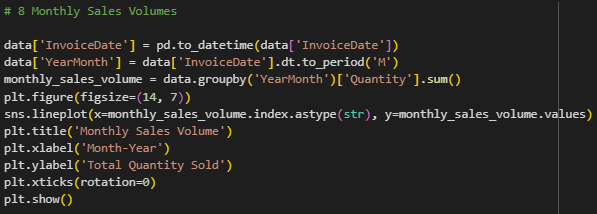 # 8 Monthly Sales Volumes
data['InvoiceDate'] = pd.to_datetime(data['InvoiceDate'])
data['YearMonth'] = data['InvoiceDate'].dt.to_period('M')
monthly_sales_volume = data.groupby('YearMonth')['Quantity'].sum()
plt.figure(figsize=(14, 7))
sns.lineplot(x=monthly_sales_volume.index.astype(str), y=monthly_sales_volume.values)
plt.title('Monthly Sales Volume')
plt.xlabel('Month-Year')
plt.ylabel('Total Quantity Sold')
plt.xticks(rotation=0)
plt.show()